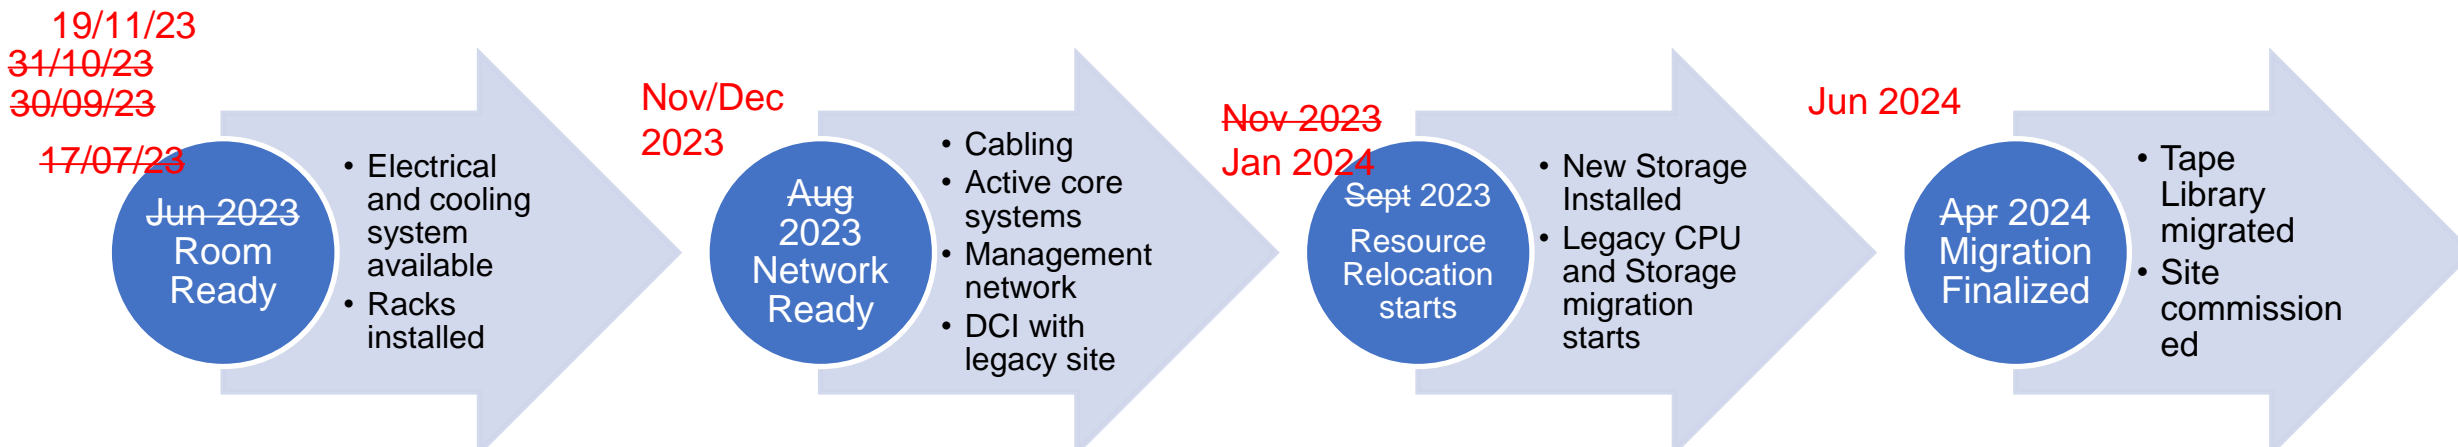 19/11/23
31/10/23
30/09/23
17/07/23
Jun 2023
Room
Ready
• Electrical
and cooling
system
available
• Racks
installed
Nov/Dec
2023
Aug
2023
Network
Ready
• Cabling
• Active core
systems
• Management
network
• DCI with
legacy site
Nov 2023
Jan 2024
Sept 2023
Resource
Relocation
starts
• New Storage
Installed
• Legacy CPU
and Storage
migration
starts
Jun 2024
Apr 2024
Migration
Finalized
• Tape
Library
migrated
• Site
commission
ed